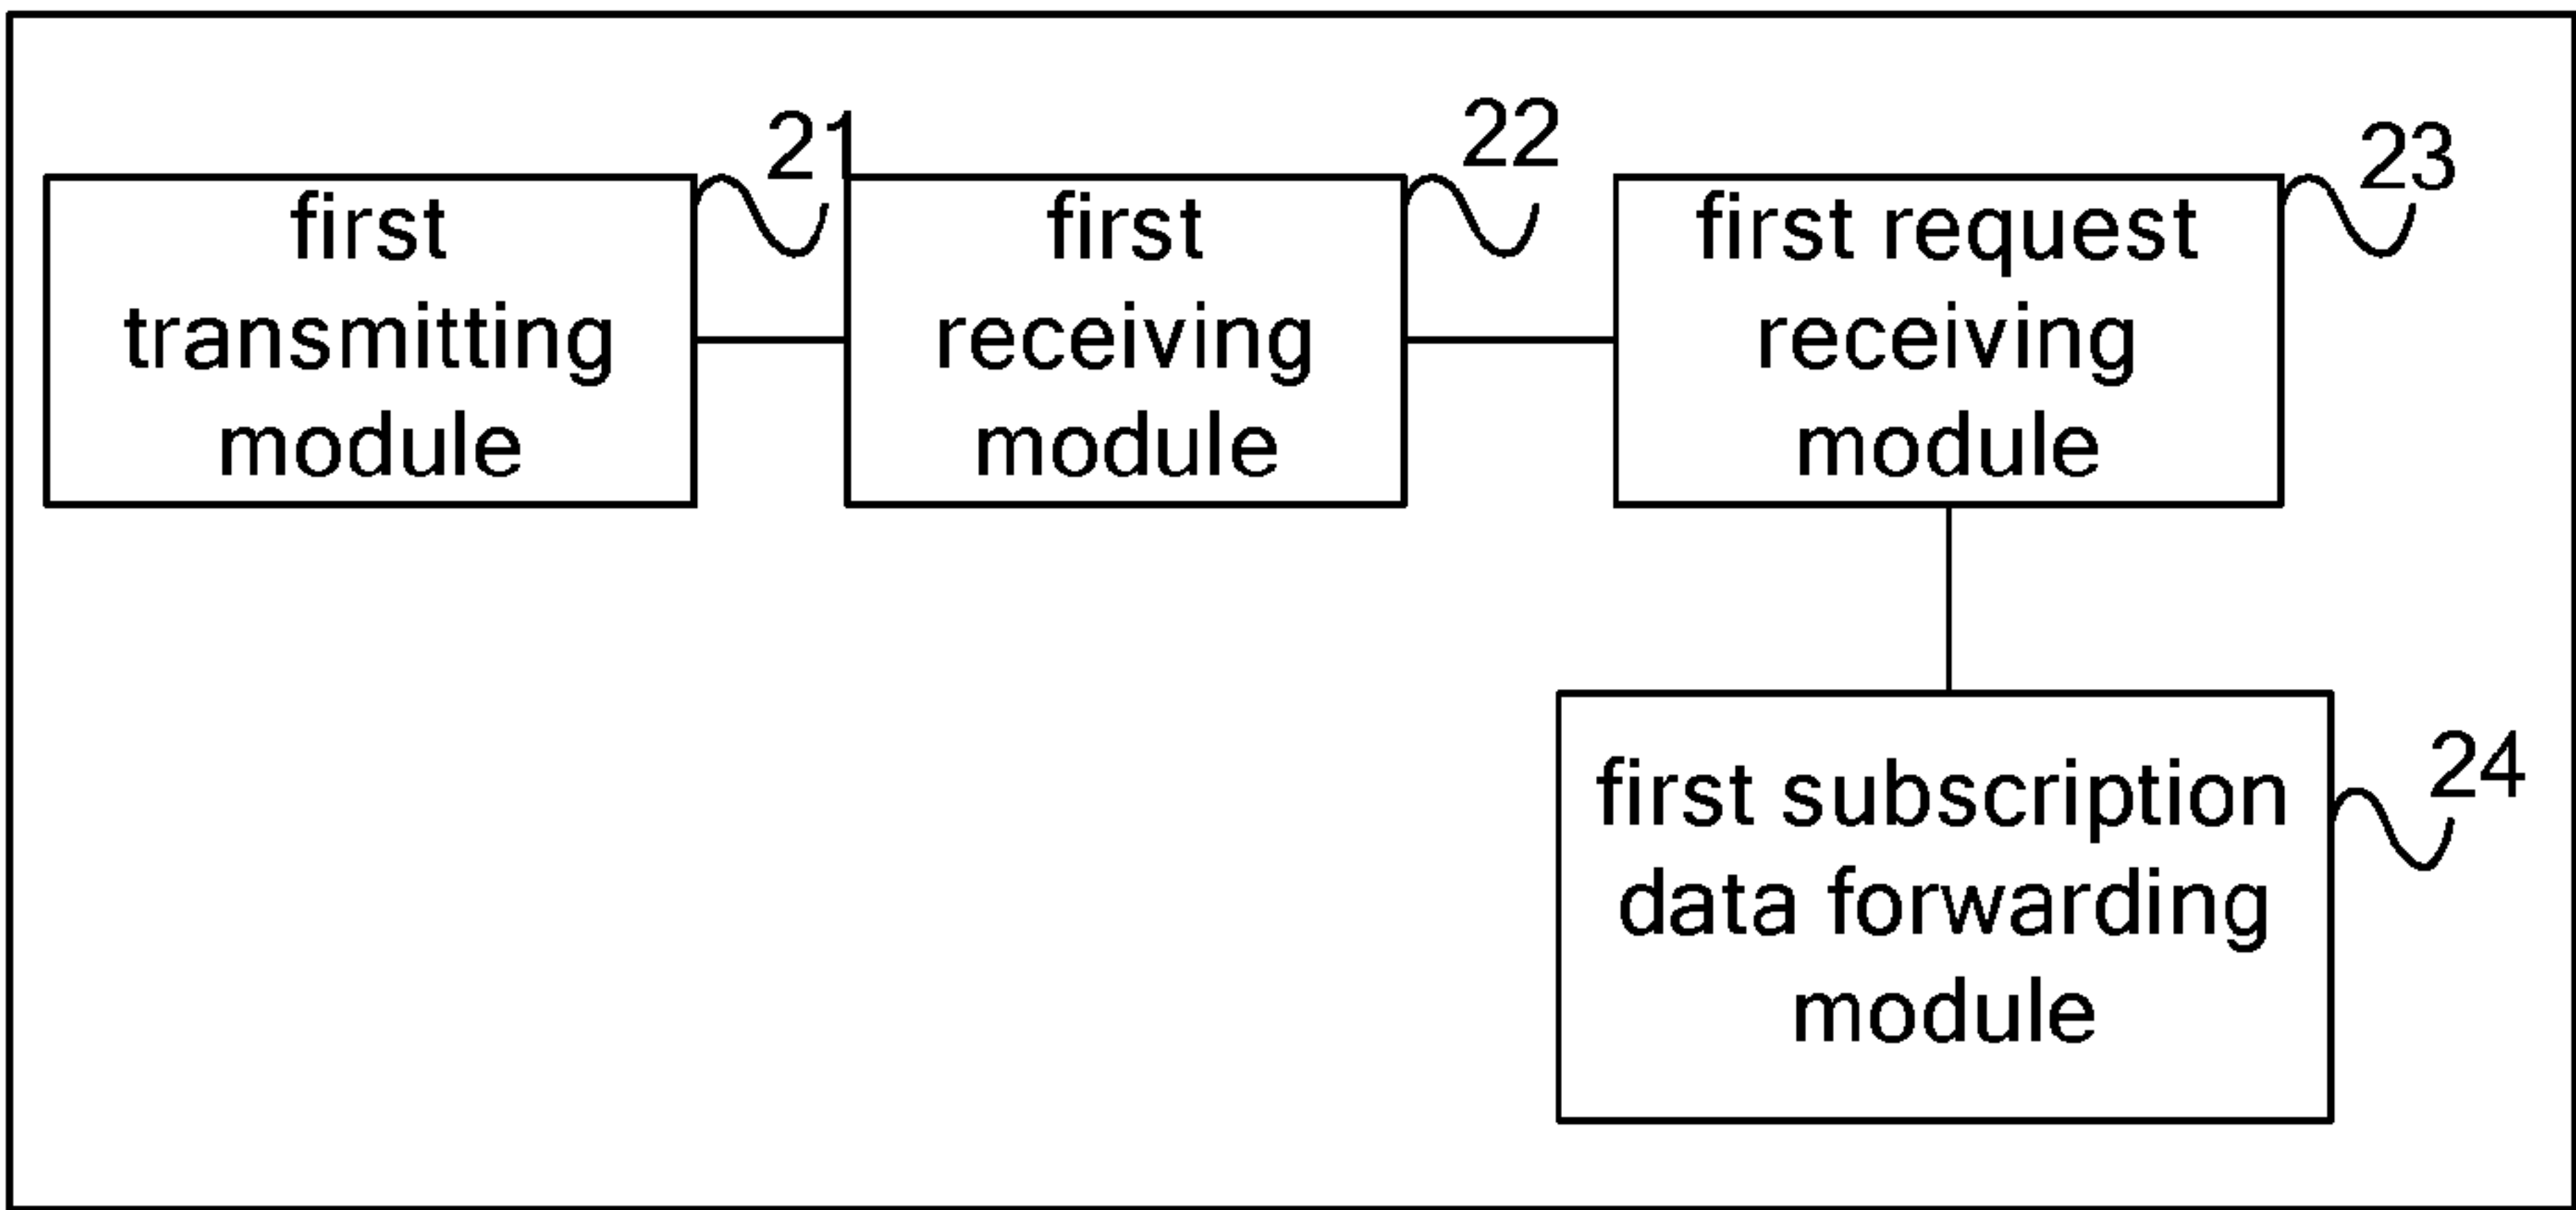 21
first
transmitting
module
22
first
receiving
module
23
first request
receiving
module
24
first subscription
data forwarding
module